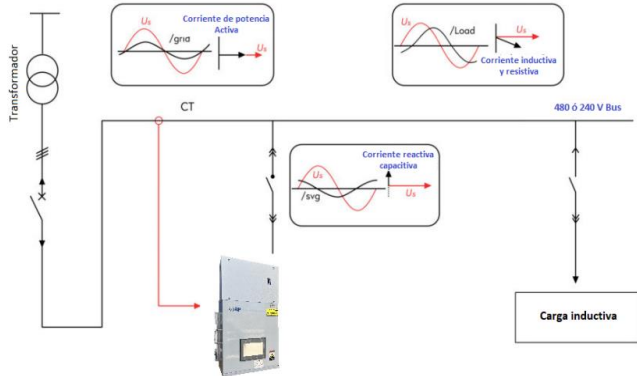 Transformador
Us
/grid
Corriente de potencia
Activa
Us
Us
/Load
Us
Corriente inductiva
y resistiva
CT
480 ó 240 V Bus
Us
/svg
Corriente reactiva
capacitiva
Us
Carga inductiva